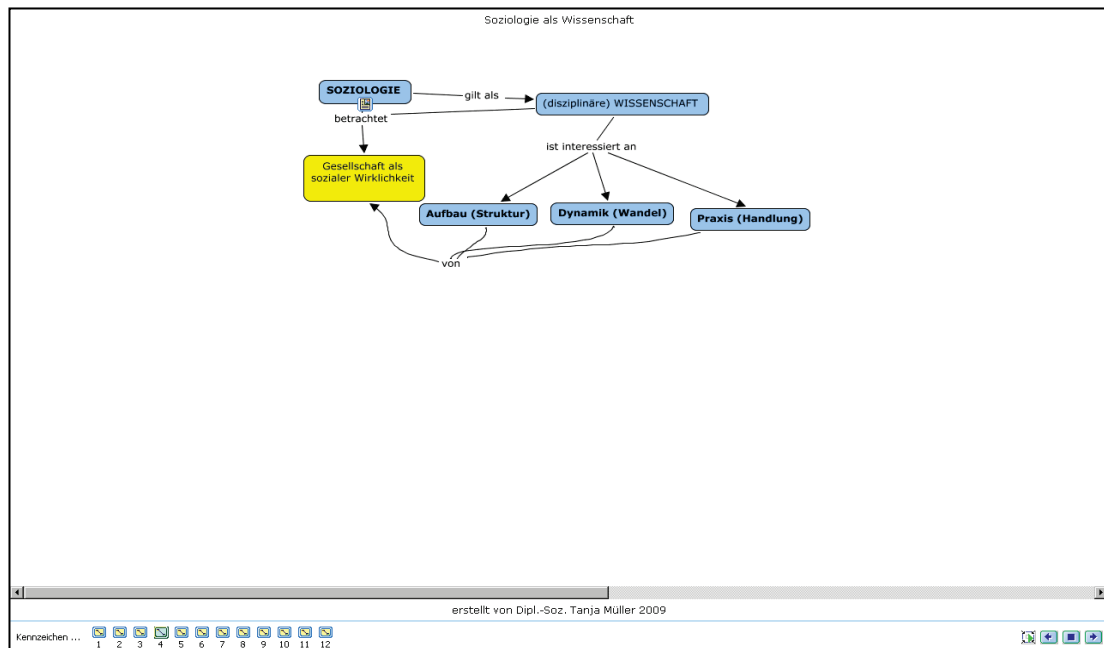 Soziologie als Wissenschaft
SOZIOLOGIE
gilt als
(disziplinäre) WISSENSCHAFT
betrachtet
ist interessiert an
Gesellschaft als
sozialer Wirklichkeit
Aufbau (Struktur)
Dynamik (Wandel)
Praxis (Handlung)
von
erstellt von Dipl.-Soz. Tanja Müller 2009
Kennzeichen ...
1 2 3 4 5 6 7 8 9 10 11 12